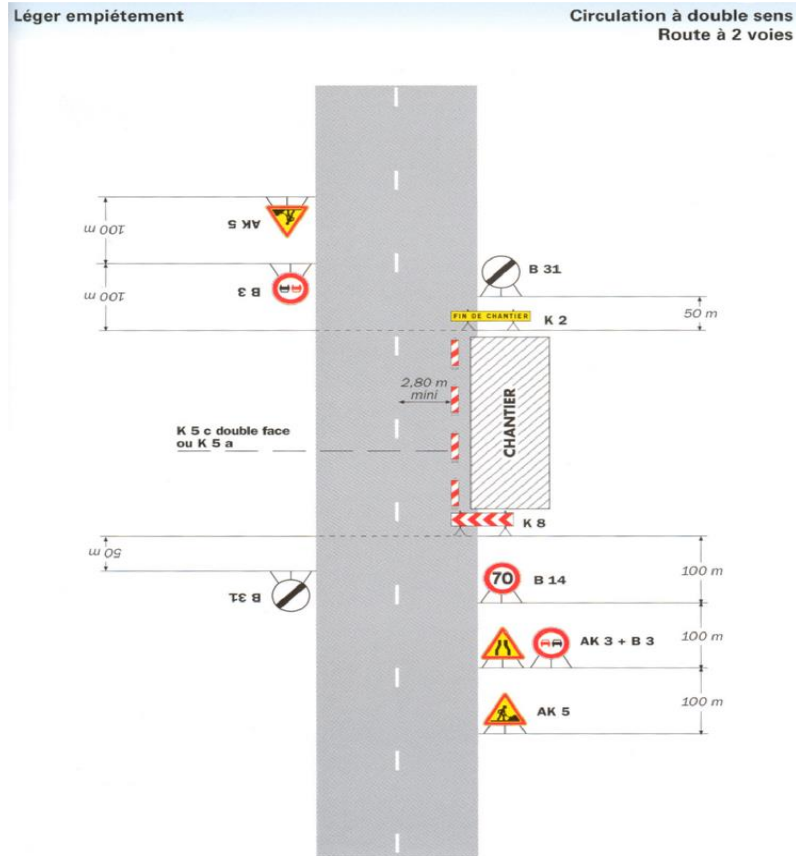 Léger empiétement
Circulation à double sens
Route à 2 voies
AK 5
100 m
B 3
100 m
B 31
FIN DE CHANTIER
K 2
50 m
2,80 m
mini
CHANTIER
K 5 c double face
ou K 5 a
K 8
50 m
B 31
70
B 14
100 m
AK 3 + B 3
100 m
AK 5
100 m